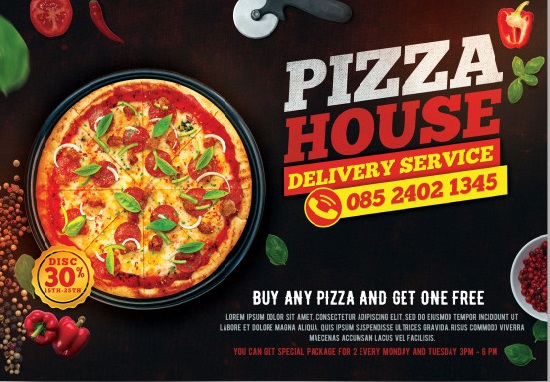 PIZZA
HOUSE
DELIVERY SERVICE
085 2402 1345
DISC
30%
15TH-25TH
BUY ANY PIZZA AND GET ONE FREE
LOREM IPSUM DOLOR SIT AMET, CONSECTETUR ADIPISCING ELIT, SED DO EIUSMOD TEMPOR INCIDIDUNT UT
LABORE ET DOLORE MAGNA ALIQUA. QUIS IPSUM SUSPENDISSE ULTRICES GRAVIDA. RISUS COMMODO VIVERRA
MAECENAS ACCUMSAN LACUS VEL FACILISIS.
YOU CAN GET SPECIAL PACKAGE FOR 2 EVERY MONDAY AND TUESDAY 3PM - 6 PM